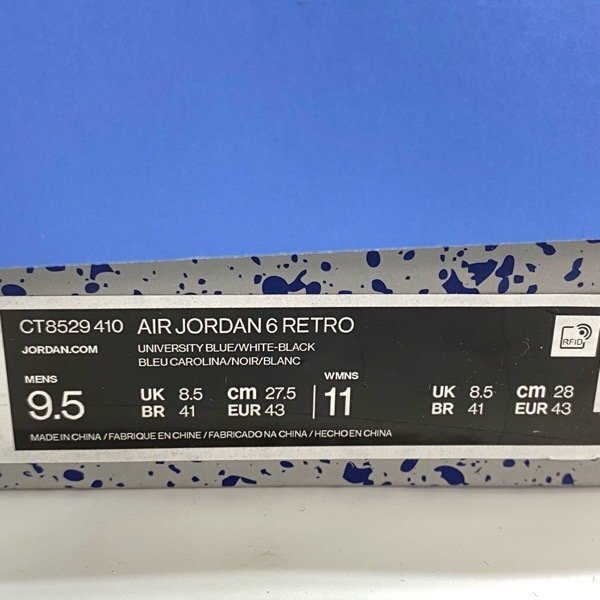 CT8529 410 AIR JORDAN 6 RETRO
JORDAN.COM UNIVERSITY BLUE/WHITE-BLACK
BLEU CAROLINA/NOIR/BLANC
RFID
MENS WMNS
9.5 UK 8.5 cm 27.5 11 UK 8.5 cm 28
BR 41 EUR 43 BR 41 EUR 43
MADE IN CHINA / FABRIQUE EN CHINE / FABRICADO NA CHINA / HECHO EN CHINA